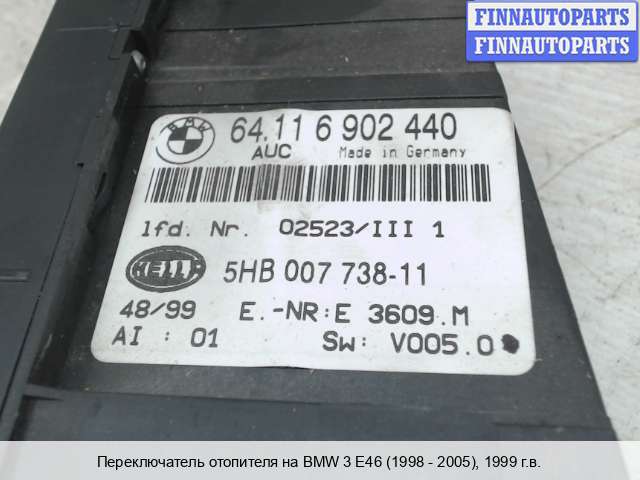 FINNAUTOPARTS
FINNAUTOPARTS
BMW
64.11 6 902 440
AUC Made in Germany
lfd. Nr. 02523/III 1
HELLA
5HB 007 738-11
48/99 E.-NR:E 3609.M
AI : 01 Sw: V005.0
Переключатель отопителя на BMW 3 E46 (1998 - 2005), 1999 г.в.